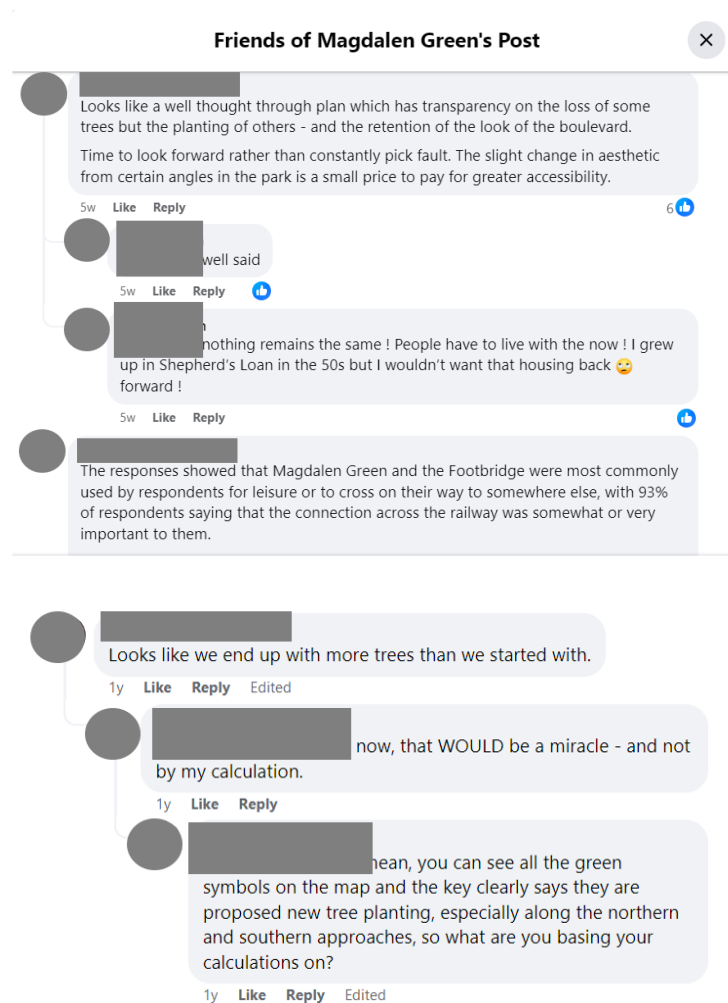 Friends of Magdalen Green's Post
Looks like a well thought through plan which has transparency on the loss of some
trees but the planting of others - and the retention of the look of the boulevard.
Time to look forward rather than constantly pick fault. The slight change in aesthetic
from certain angles in the park is a small price to pay for greater accessibility.
5w Like Reply 6
well said
5w Like Reply
nothing remains the same ! People have to live with the now ! I grew
up in Shepherd's Loan in the 50s but I wouldn't want that housing back 🙄
forward !
5w Like Reply
The responses showed that Magdalen Green and the Footbridge were most commonly
used by respondents for leisure or to cross on their way to somewhere else, with 93%
of respondents saying that the connection across the railway was somewhat or very
important to them.
Looks like we end up with more trees than we started with.
1y Like Reply Edited
now, that WOULD be a miracle - and not
by my calculation.
1y Like Reply
you can see all the green
symbols on the map and the key clearly says they are
proposed new tree planting, especially along the northern
and southern approaches, so what are you basing your
calculations on?
1y Like Reply Edited